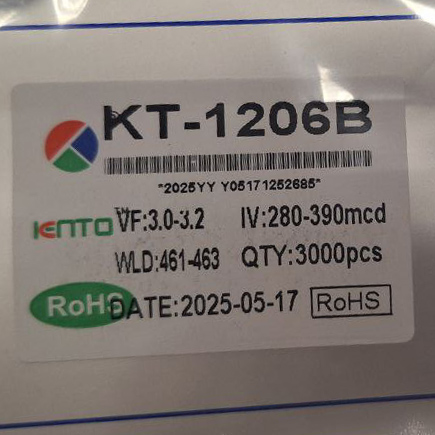 KT-1206B
"2025YY Y05171252685"
KENTO VF:3.0-3.2 IV:280-390mcd
WLD:461-463 QTY:3000pcs
RoHS DATE:2025-05-17 RoHS